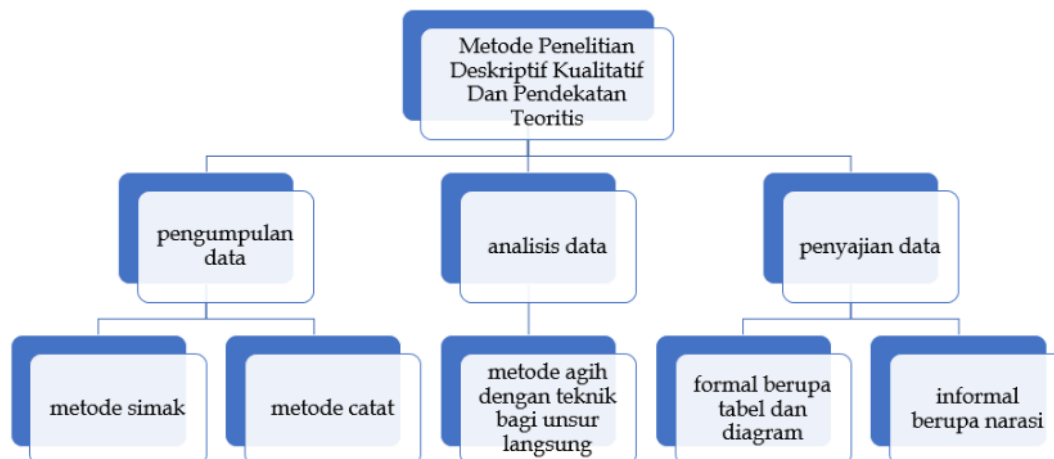 Metode Penelitian
Deskriptif Kualitatif
Dan Pendekatan
Teoritis
pengumpulan
data
analisis data
penyajian data
metode simak
metode catat
metode agih
dengan teknik
bagi unsur
langsung
formal berupa
tabel dan
diagram
informal
berupa narasi